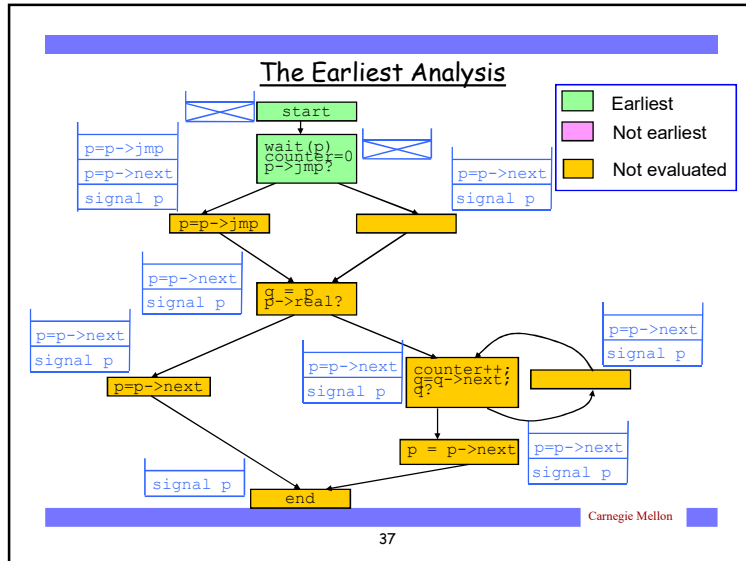 The Earliest Analysis
start
Earliest
Not earliest
Not evaluated
wait(p)
counter=0
p->jmp?
p=p->jmp
p=p->next
signal p
p=p->next
signal p
p=p->jmp
p=p->next
signal p
q = p
p->real?
p=p->next
signal p
p=p->next
signal p
p=p->next
signal p
counter++;
q=q->next;
q?
p=p->next
p = p->next
p=p->next
signal p
signal p
end
Carnegie Mellon
37